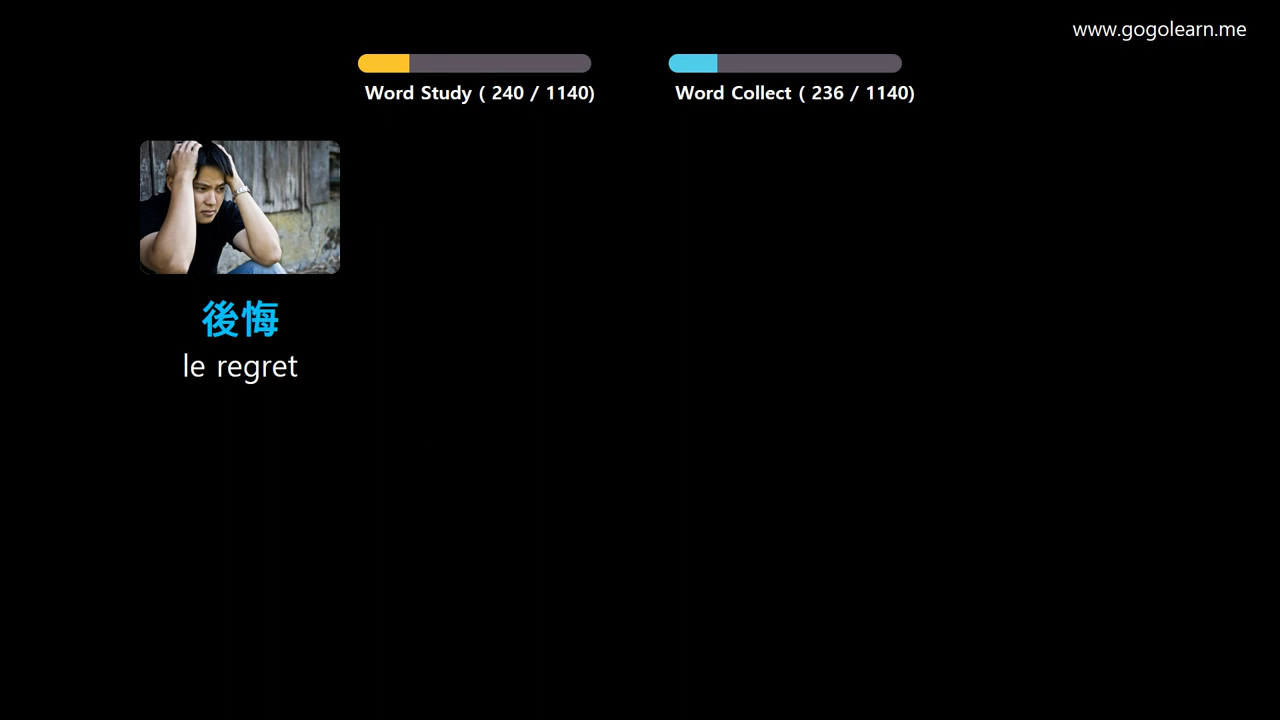 www.gogolearn.me
Word Study ( 240 / 1140)
Word Collect ( 236 / 1140)
後悔
le regret